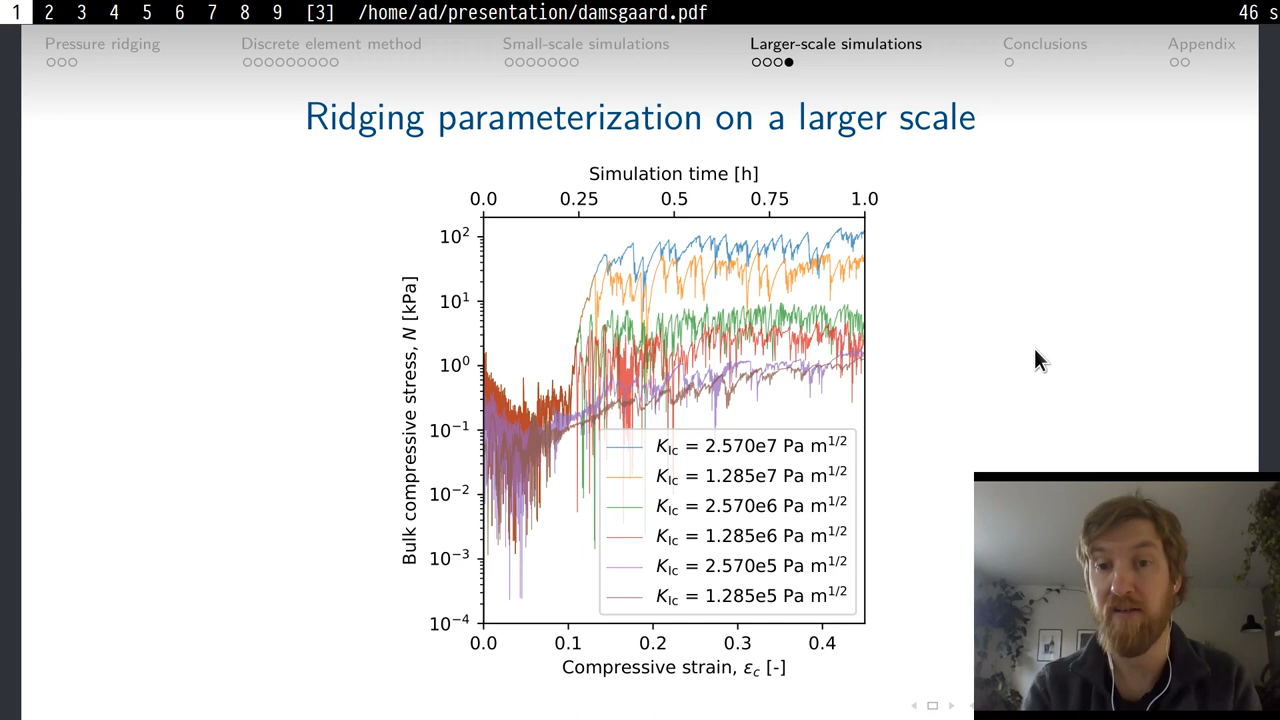 1 2 3 4 5 6 7 8 9 [3] /home/ad/presentation/damsgaard.pdf 46 s
Pressure ridging Discrete element method Small-scale simulations Larger-scale simulations Conclusions Appendix
Ridging parameterization on a larger scale
Simulation time [h]
0.0 0.25 0.5 0.75 1.0
Bulk compressive stress, N [kPa]
10²
10¹
10⁰
10⁻¹
10⁻²
10⁻³
10⁻⁴
K_Ic = 2.570e7 Pa m^1/2
K_Ic = 1.285e7 Pa m^1/2
K_Ic = 2.570e6 Pa m^1/2
K_Ic = 1.285e6 Pa m^1/2
K_Ic = 2.570e5 Pa m^1/2
K_Ic = 1.285e5 Pa m^1/2
0.0 0.1 0.2 0.3 0.4
Compressive strain, ε_c [-]